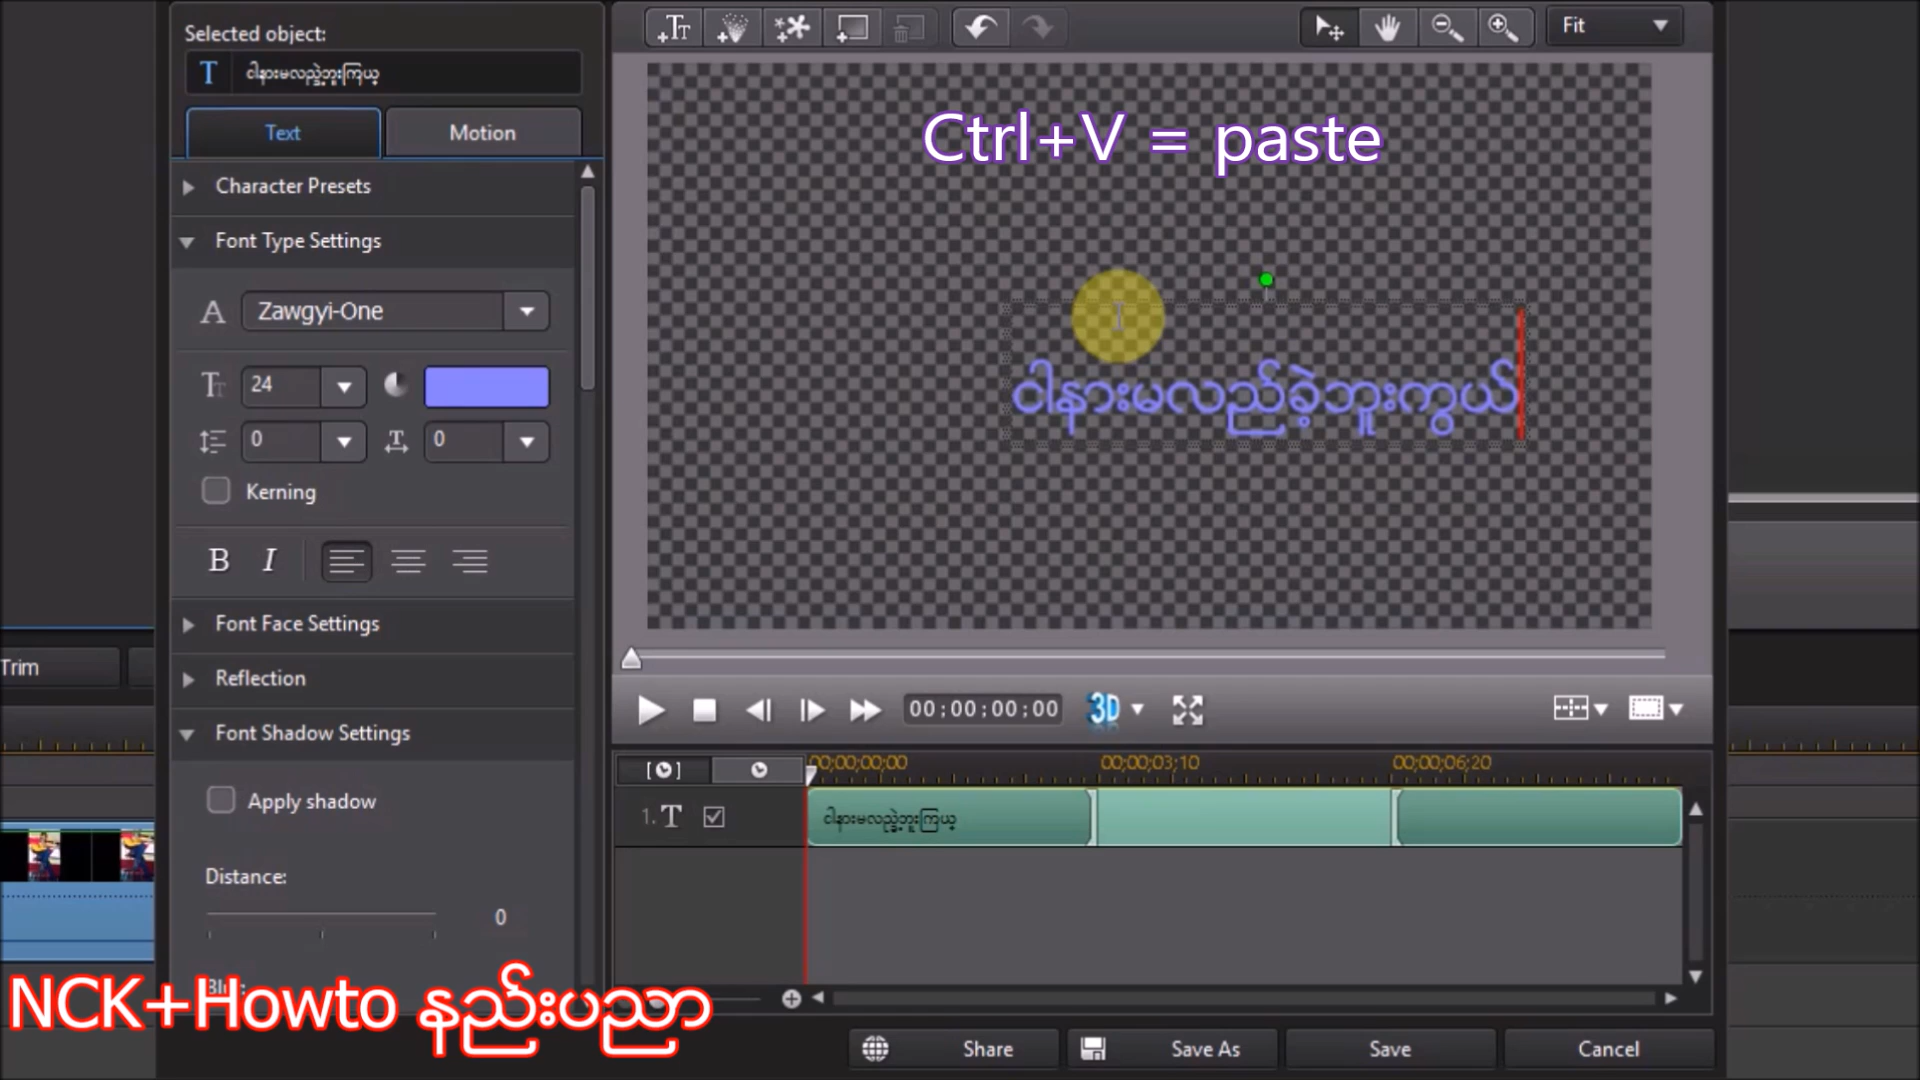 Selected object:
Fit
T ငါနားမလည်ခဲ့ဘူးကြယ်
Text
Motion
Ctrl+V = paste
Character Presets
Font Type Settings
A Zawgyi-One
24
0
0
Kerning
ငါနားမလည်ခဲ့ဘူးကွယ်
B I
Font Face Settings
Trim
Reflection
00;00;00;00
3D
Font Shadow Settings
00;00;00;00
00;00;03;10
00;00;06;20
Apply shadow
1. T
ငါနားမလည်ခဲ့ဘူးကြယ်
Distance:
0
NCK+Howto နည်းပညာ
Share
Save As
Save
Cancel